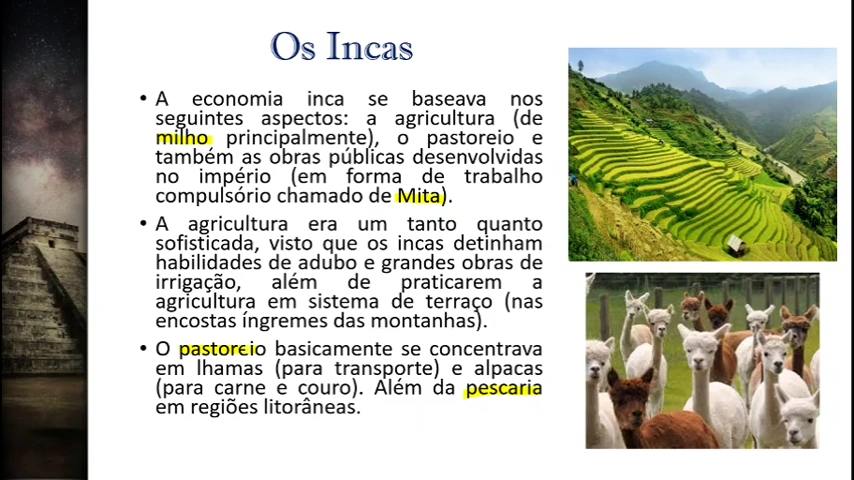 Os Incas
• A economia inca se baseava nos
seguintes aspectos: a agricultura (de
milho principalmente), o pastoreio e
também as obras públicas desenvolvidas
no império (em forma de trabalho
compulsório chamado de Mita).
• A agricultura era um tanto quanto
sofisticada, visto que os incas detinham
habilidades de adubo e grandes obras de
irrigação, além de praticarem a
agricultura em sistema de terraço (nas
encostas íngremes das montanhas).
• O pastoreio basicamente se concentrava
em lhamas (para transporte) e alpacas
(para carne e couro). Além da pescaria
em regiões litorâneas.